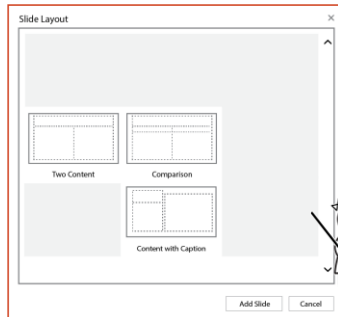 Slide Layout
Two Content
Comparison
Content with Caption
Add Slide
Cancel